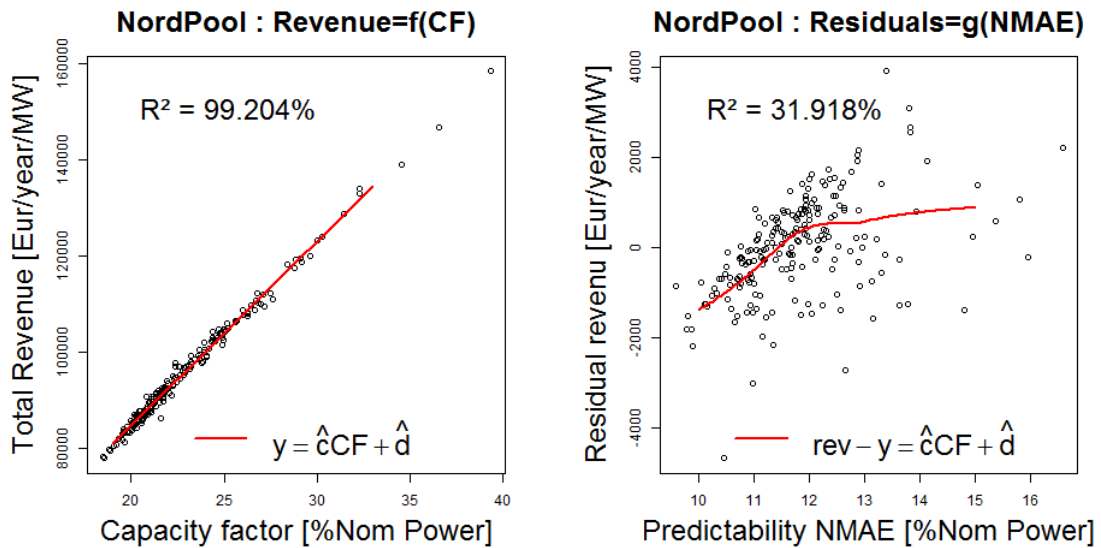 NordPool : Revenue=f(CF)
Total Revenue [Eur/year/MW]
160000
140000
120000
100000
80000
R² = 99.204%
y = ĉCF + d̂
20 25 30 35 40
Capacity factor [%Nom Power]
NordPool : Residuals=g(NMAE)
Residual revenu [Eur/year/MW]
4000
2000
0
-2000
-4000
R² = 31.918%
rev − y = ĉCF + d̂
10 11 12 13 14 15 16
Predictability NMAE [%Nom Power]